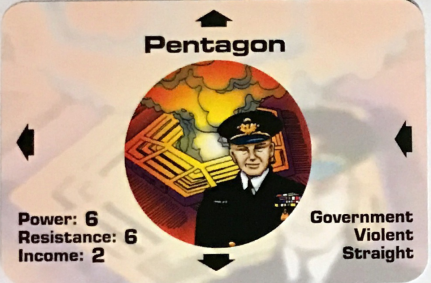 Pentagon
Power: 6
Resistance: 6
Income: 2
Government
Violent
Straight